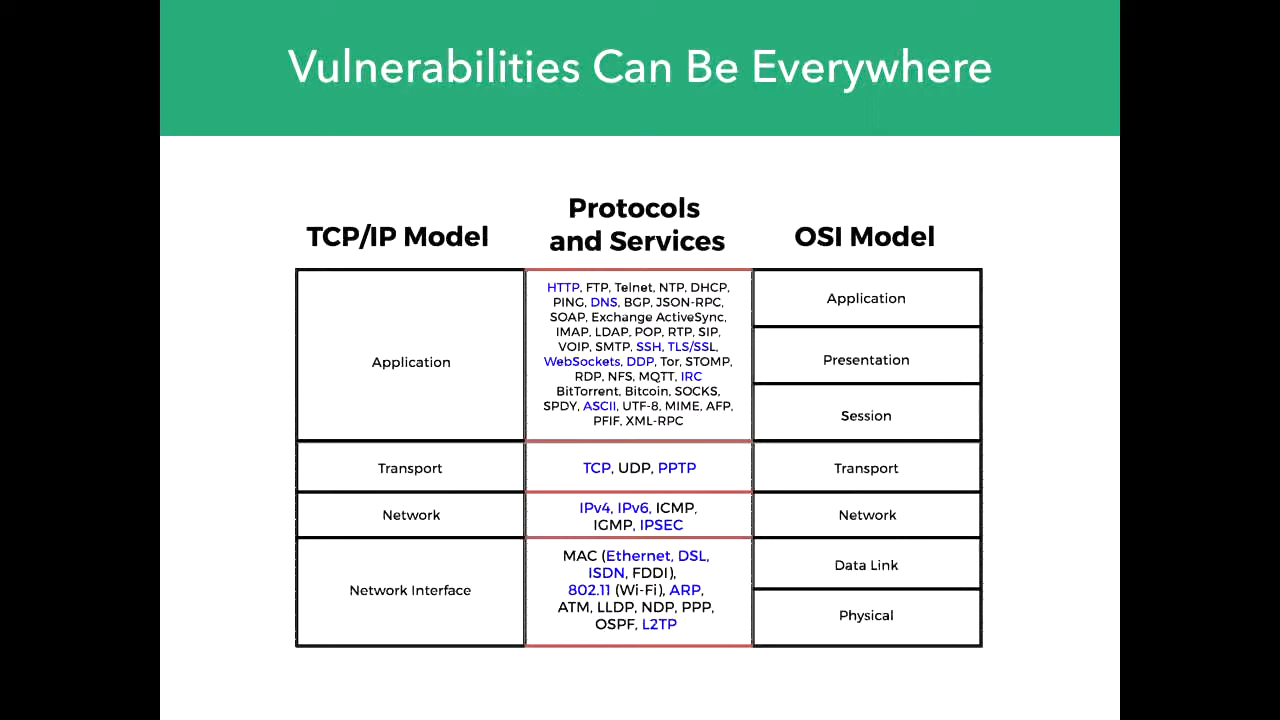 Vulnerabilities Can Be Everywhere
TCP/IP Model
Protocols
and Services
OSI Model
Application
HTTP, FTP, Telnet, NTP, DHCP,
PING, DNS, BGP, JSON-RPC,
SOAP, Exchange ActiveSync,
IMAP, LDAP, POP, RTP, SIP,
VOIP, SMTP, SSH, TLS/SSL,
WebSockets, DDP, Tor, STOMP,
RDP, NFS, MQTT, IRC
BitTorrent, Bitcoin, SOCKS,
SPDY, ASCII, UTF-8, MIME, AFP,
PFIF, XML-RPC
Application
Presentation
Session
Transport
TCP, UDP, PPTP
Transport
Network
IPv4, IPv6, ICMP,
IGMP, IPSEC
Network
Network Interface
MAC (Ethernet, DSL,
ISDN, FDDI),
802.11 (Wi-Fi), ARP,
ATM, LLDP, NDP, PPP,
OSPF, L2TP
Data Link
Physical